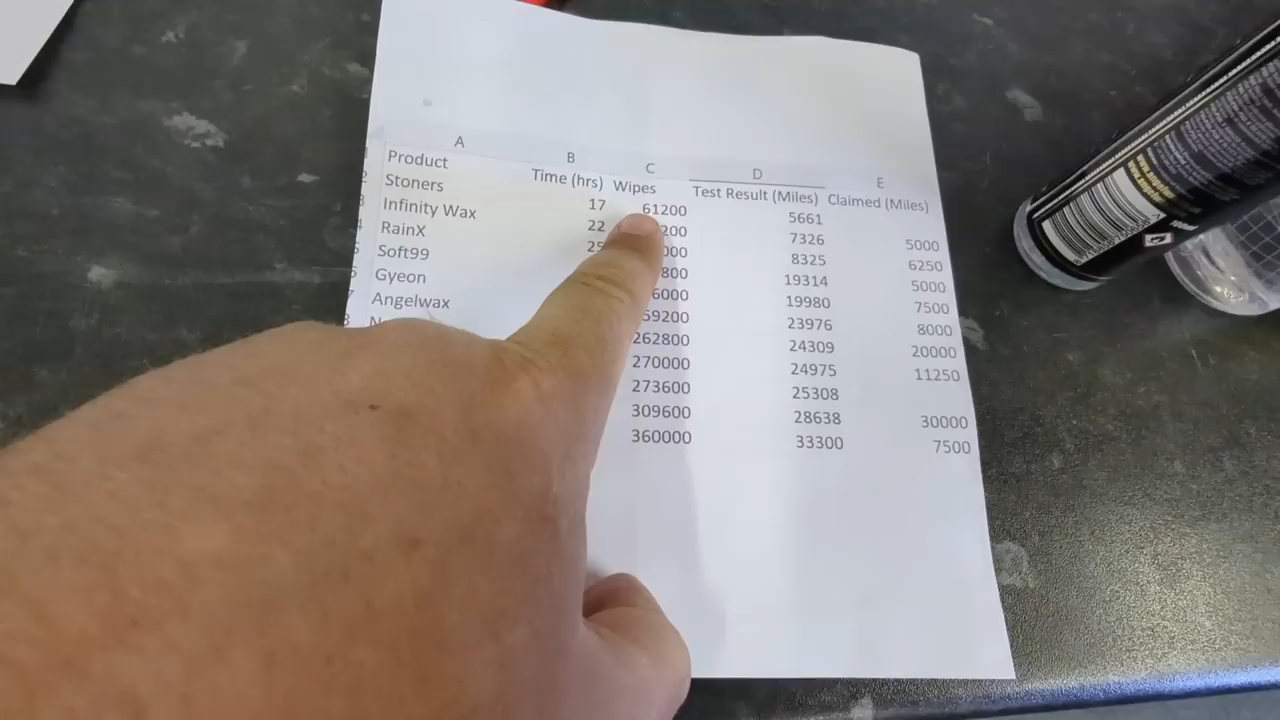 A B C D E
Product Time (hrs) Wipes Test Result (Miles) Claimed (Miles)
Stoners 17 61200 5661
Infinity Wax 22 7326 5000
RainX 25 8325 6250
Soft99 19314 5000
Gyeon 19980 7500
Angelwax 23976 8000
262800 24309 20000
270000 24975 11250
273600 25308
309600 28638 30000
360000 33300 7500